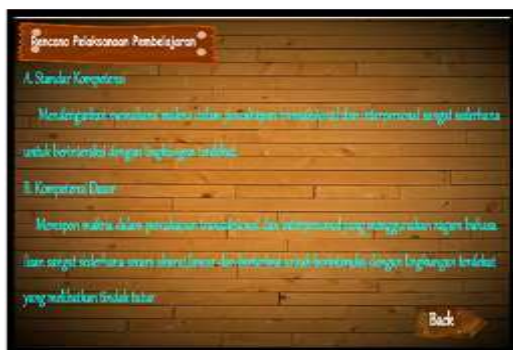 Rencana Pelaksanaan Pembelajaran
A. Standar Kompetensi
Mendengarkan memahami makna dalam percakapan transaksional dan interpersonal sangat sederhana
untuk berinteraksi dengan lingkungan terdekat
B. Kompetensi Dasar
Merespon makna dalam percakapan transaksional dan interpersonal yang menggunakan ragam bahasa
lisan sangat sederhana secara akurat, lancar, dan berterima untuk berinteraksi dengan lingkungan terdekat
yang melibatkan tindak tutur
Back